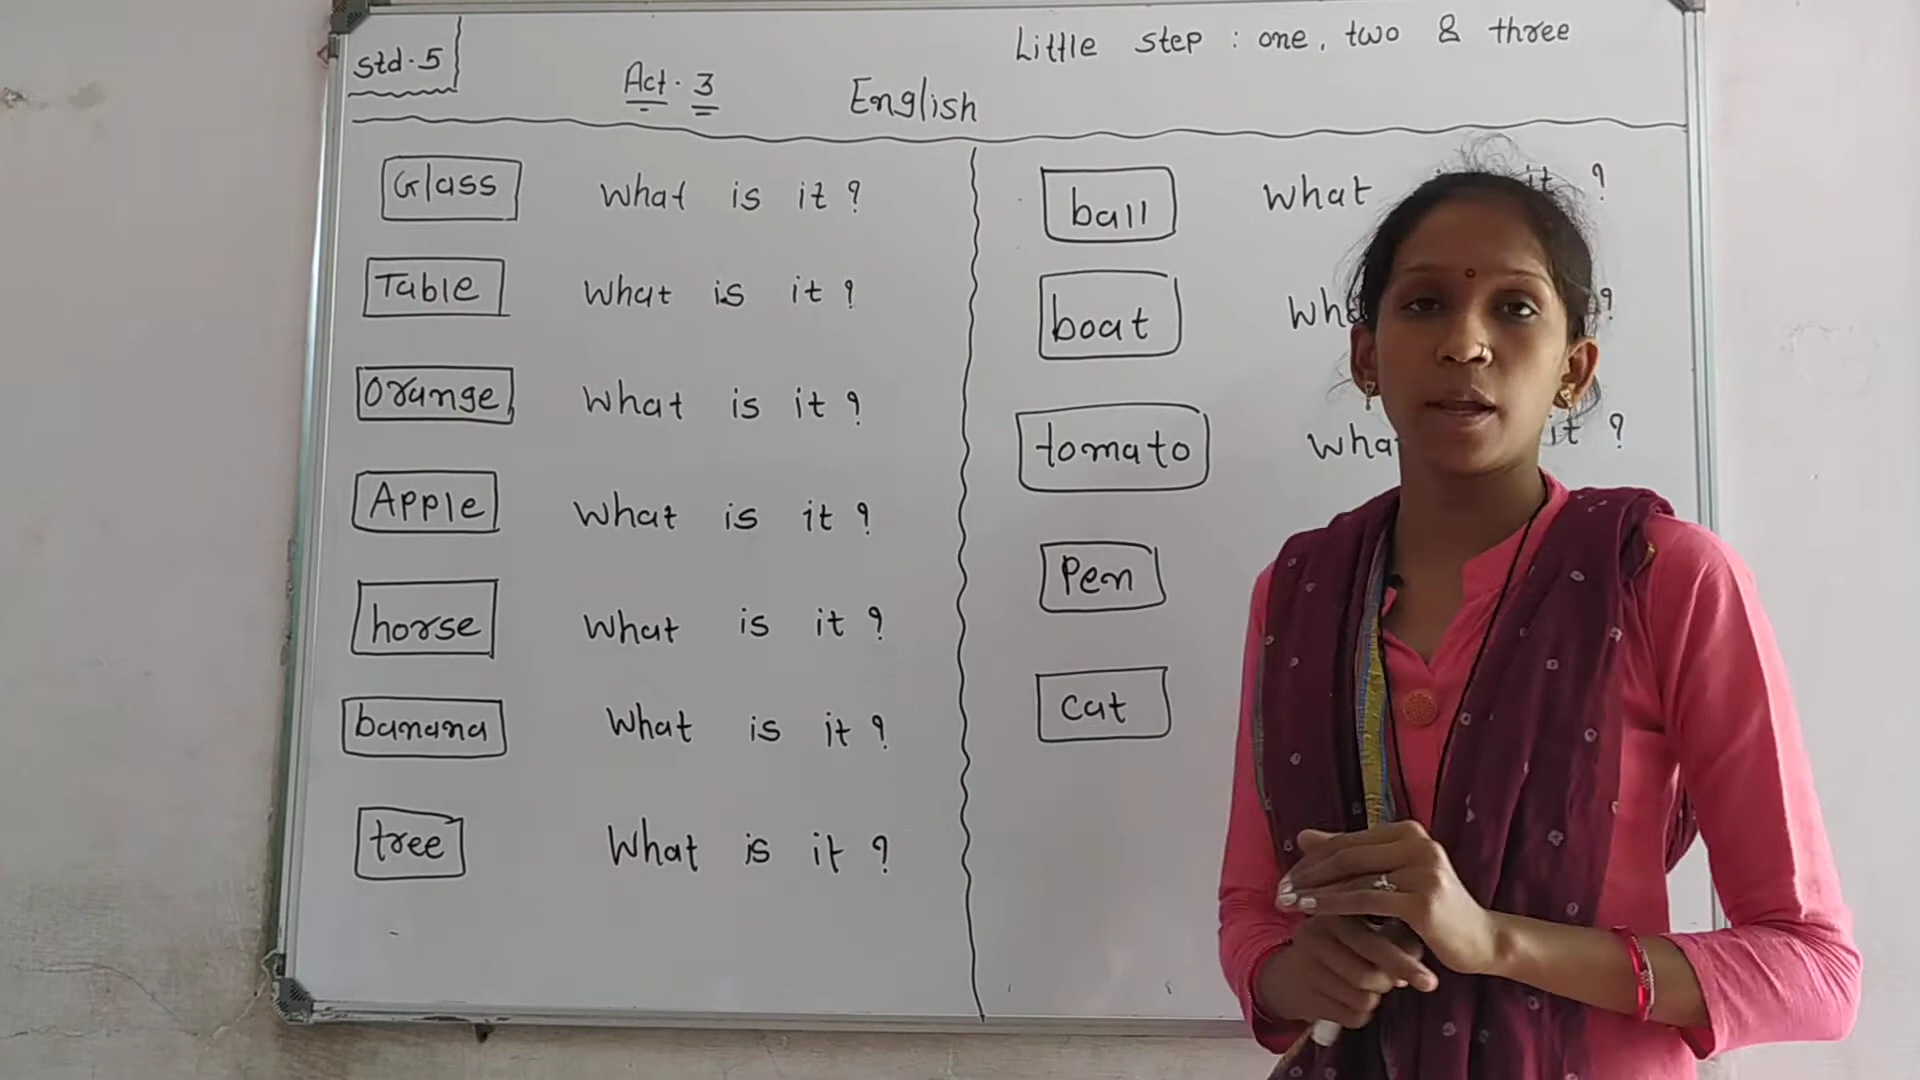 Std.5
Act. 3
English
Little step : one, two & three
Glass What is it ?
Table What is it ?
Orange What is it ?
Apple What is it ?
horse What is it ?
banana What is it ?
tree What is it ?
ball What it ?
boat ?
tomato it ?
Pen
cat